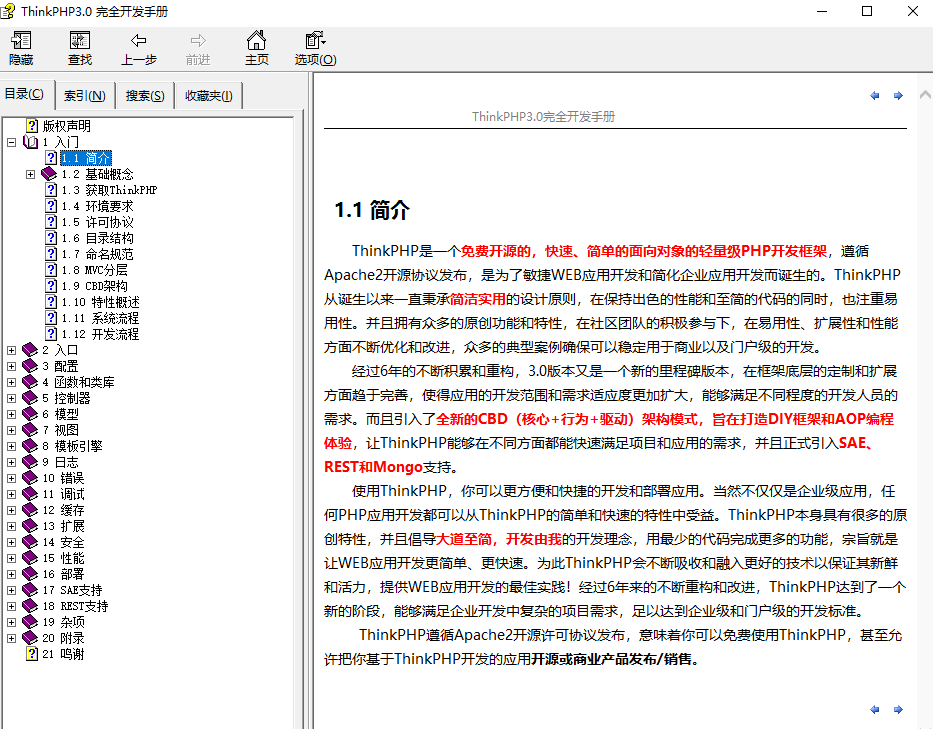 ThinkPHP3.0 完全开发手册
隐藏 查找 上一步 前进 主页 选项(O)
目录(C) 索引(N) 搜索(S) 收藏夹(I)
版权声明
1 入门
1.1 简介
1.2 基础概念
1.3 获取ThinkPHP
1.4 环境要求
1.5 许可协议
1.6 目录结构
1.7 命名规范
1.8 MVC分层
1.9 CBD架构
1.10 特性概述
1.11 系统流程
1.12 开发流程
2 入口
3 配置
4 函数和类库
5 控制器
6 模型
7 视图
8 模板引擎
9 日志
10 错误
11 调试
12 缓存
13 扩展
14 安全
15 性能
16 部署
17 SAE支持
18 REST支持
19 杂项
20 附录
21 鸣谢
ThinkPHP3.0完全开发手册
1.1 简介
ThinkPHP是一个免费开源的，快速、简单的面向对象的轻量级PHP开发框架，遵循
Apache2开源协议发布，是为了敏捷WEB应用开发和简化企业应用开发而诞生的。ThinkPHP
从诞生以来一直秉承简洁实用的设计原则，在保持出色的性能和至简的代码的同时，也注重易
用性。并且拥有众多的原创功能和特性，在社区团队的积极参与下，在易用性、扩展性和性能
方面不断优化和改进，众多的典型案例确保可以稳定用于商业以及门户级的开发。
经过6年的不断积累和重构，3.0版本又是一个新的里程碑版本，在框架底层的定制和扩展
方面趋于完善，使得应用的开发范围和需求适应度更加扩大，能够满足不同程度的开发人员的
需求。而且引入了全新的CBD（核心+行为+驱动）架构模式，旨在打造DIY框架和AOP编程
体验，让ThinkPHP能够在不同方面都能快速满足项目和应用的需求，并且正式引入SAE、
REST和Mongo支持。
使用ThinkPHP，你可以更方便和快捷的开发和部署应用。当然不仅仅是企业级应用，任
何PHP应用开发都可以从ThinkPHP的简单和快速的特性中受益。ThinkPHP本身具有很多的原
创特性，并且倡导大道至简，开发由我的开发理念，用最少的代码完成更多的功能，宗旨就是
让WEB应用开发更简单、更快速。为此ThinkPHP会不断吸收和融入更好的技术以保证其新鲜
和活力，提供WEB应用开发的最佳实践！经过6年来的不断重构和改进，ThinkPHP达到了一个
新的阶段，能够满足企业开发中复杂的项目需求，足以达到企业级和门户级的开发标准。
ThinkPHP遵循Apache2开源许可协议发布，意味着你可以免费使用ThinkPHP，甚至允
许把你基于ThinkPHP开发的应用开源或商业产品发布/销售。